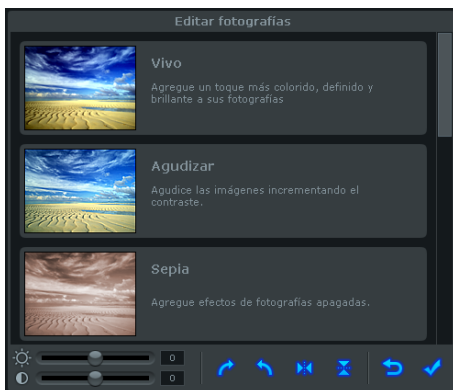 Editar fotografías
Vivo
Agregue un toque más colorido, definido y
brillante a sus fotografías
Agudizar
Agudice las imágenes incrementando el
contraste.
Sepia
Agregue efectos de fotografías apagadas.
0
0